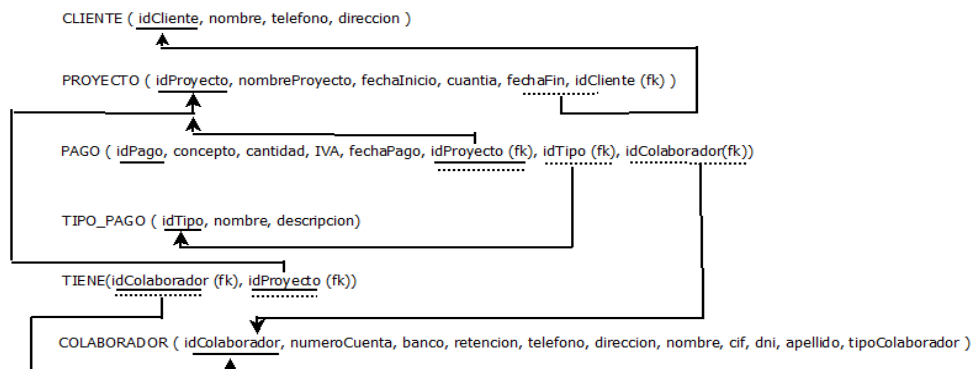 CLIENTE ( idCliente, nombre, telefono, direccion )
PROYECTO ( idProyecto, nombreProyecto, fechaInicio, cuantia, fechaFin, idCliente (fk) )
PAGO ( idPago, concepto, cantidad, IVA, fechaPago, idProyecto (fk), idTipo (fk), idColaborador(fk))
TIPO_PAGO ( idTipo, nombre, descripcion)
TIENE(idColaborador (fk), idProyecto (fk))
COLABORADOR ( idColaborador, numeroCuenta, banco, retencion, telefono, direccion, nombre, cif, dni, apellido, tipoColaborador )